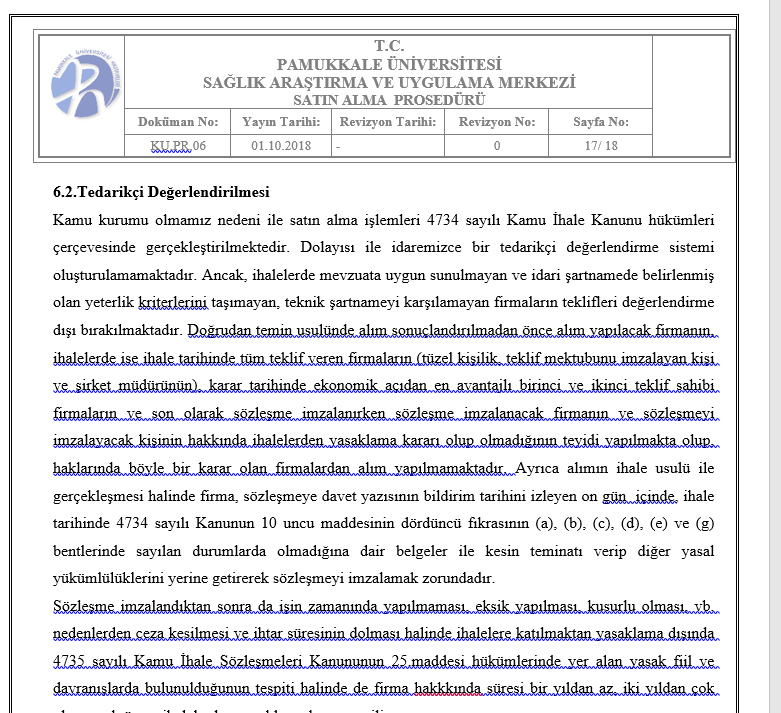 T.C.
PAMUKKALE ÜNİVERSİTESİ
SAĞLIK ARAŞTIRMA VE UYGULAMA MERKEZİ
SATIN ALMA PROSEDÜRÜ
Doküman No: Yayın Tarihi: Revizyon Tarihi: Revizyon No: Sayfa No:
KU.PR.06 01.10.2018 - 0 17/ 18
6.2.Tedarikçi Değerlendirilmesi
Kamu kurumu olmamız nedeni ile satın alma işlemleri 4734 sayılı Kamu İhale Kanunu hükümleri
çerçevesinde gerçekleştirilmektedir. Dolayısı ile idaremizce bir tedarikçi değerlendirme sistemi
oluşturulamamaktadır. Ancak, ihalelerde mevzuata uygun sunulmayan ve idari şartnamede belirlenmiş
olan yeterlik kriterlerini taşımayan, teknik şartnameyi karşılamayan firmaların teklifleri değerlendirme
dışı bırakılmaktadır. Doğrudan temin usulünde alım sonuçlandırılmadan önce alım yapılacak firmanın,
ihalelerde ise ihale tarihinde tüm teklif veren firmaların (tüzel kişilik, teklif mektubunu imzalayan kişi
ve şirket müdürünün), karar tarihinde ekonomik açıdan en avantajlı birinci ve ikinci teklif sahibi
firmaların ve son olarak sözleşme imzalanırken sözleşme imzalanacak firmanın ve sözleşmeyi
imzalayacak kişinin hakkında ihalelerden yasaklama kararı olup olmadığının teyidi yapılmakta olup,
haklarında böyle bir karar olan firmalardan alım yapılmamaktadır. Ayrıca alımın ihale usulü ile
gerçekleşmesi halinde firma, sözleşmeye davet yazısının bildirim tarihini izleyen on gün içinde, ihale
tarihinde 4734 sayılı Kanunun 10 uncu maddesinin dördüncü fıkrasının (a), (b), (c), (d), (e) ve (g)
bentlerinde sayılan durumlarda olmadığına dair belgeler ile kesin teminatı verip diğer yasal
yükümlülüklerini yerine getirerek sözleşmeyi imzalamak zorundadır.
Sözleşme imzalandıktan sonra da işin zamanında yapılmaması, eksik yapılması, kusurlu olması, vb.
nedenlerden ceza kesilmesi ve ihtar süresinin dolması halinde ihalelere katılmaktan yasaklama dışında
4735 sayılı Kamu İhale Sözleşmeleri Kanununun 25.maddesi hükümlerinde yer alan yasak fiil ve
davranışlarda bulunulduğunun tespiti halinde de firma hakkkında süresi bir yıldan az, iki yıldan çok